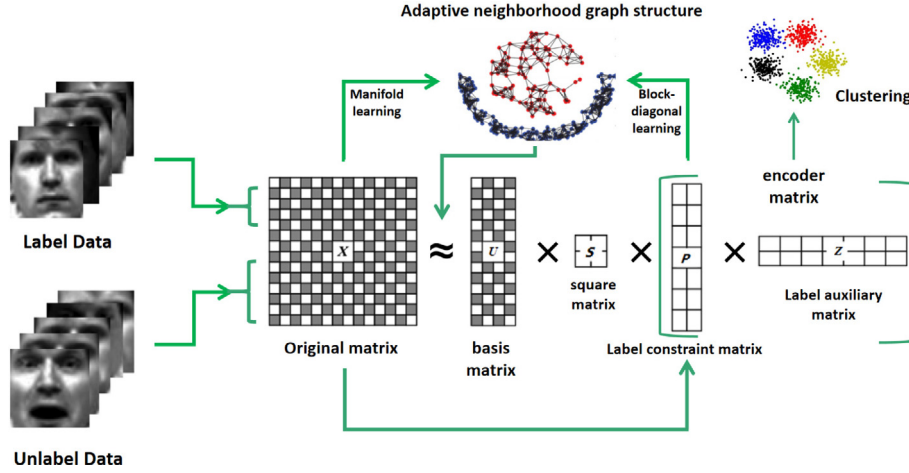 Adaptive neighborhood graph structure
Manifold
learning
Block-
diagonal
learning
Clustering
Label Data
encoder
matrix
X
≈
U
×
S
×
P
×
Z
square
matrix
Label auxiliary
matrix
Original matrix
basis
matrix
Label constraint matrix
Unlabel Data